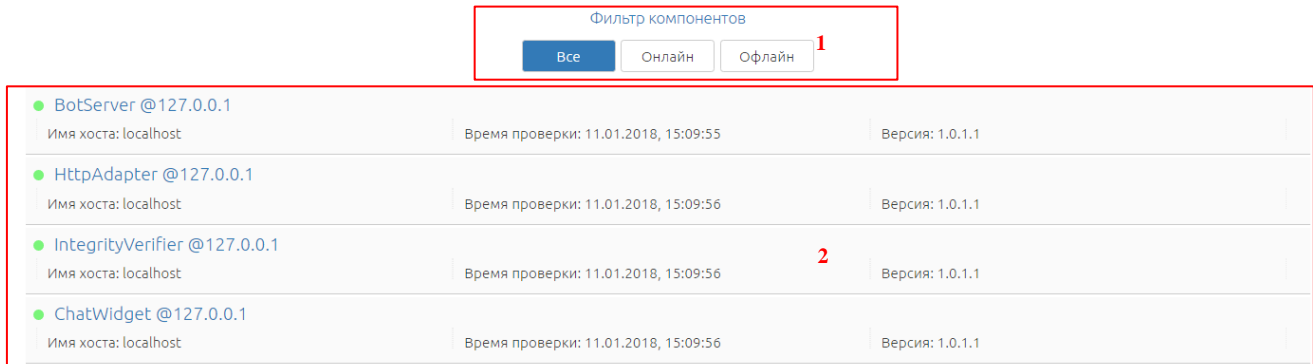 Фильтр компонентов
Все Онлайн Офлайн 1
BotServer @127.0.0.1
Имя хоста: localhost Время проверки: 11.01.2018, 15:09:55 Версия: 1.0.1.1
HttpAdapter @127.0.0.1
Имя хоста: localhost Время проверки: 11.01.2018, 15:09:56 Версия: 1.0.1.1
IntegrityVerifier @127.0.0.1
2
Имя хоста: localhost Время проверки: 11.01.2018, 15:09:56 Версия: 1.0.1.1
ChatWidget @127.0.0.1
Имя хоста: localhost Время проверки: 11.01.2018, 15:09:56 Версия: 1.0.1.1